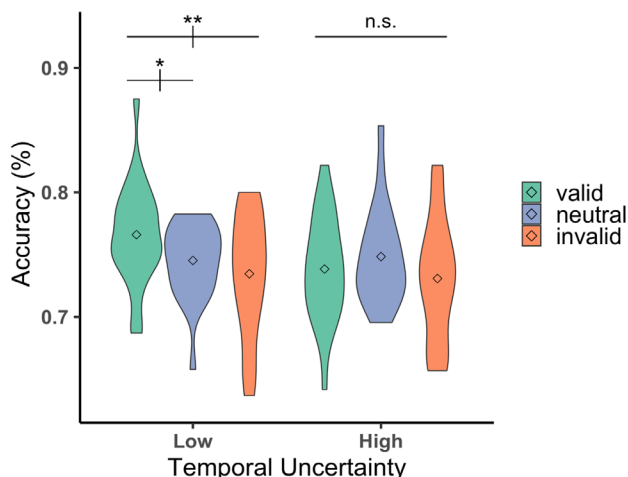 **
n.s.
*
0.9
0.8
0.7
Accuracy (%)
valid
neutral
invalid
Low
High
Temporal Uncertainty